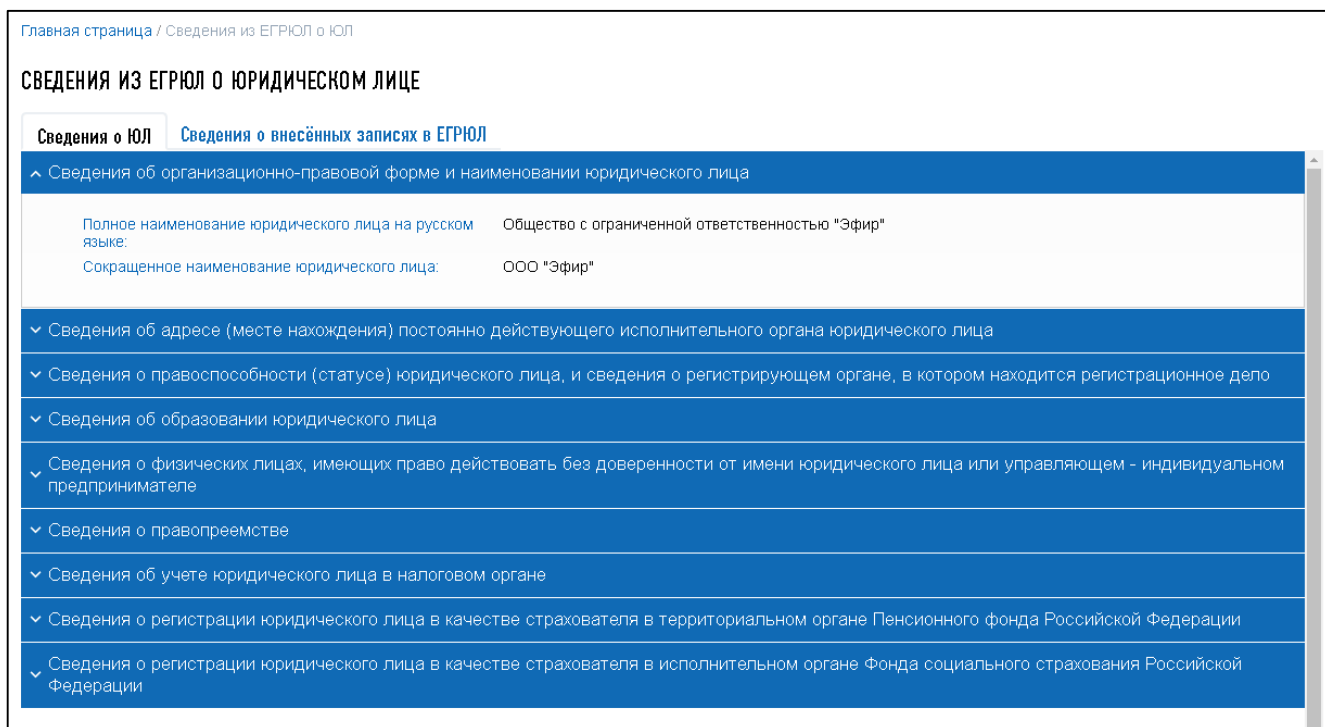 Главная страница / Сведения из ЕГРЮЛ о ЮЛ
СВЕДЕНИЯ ИЗ ЕГРЮЛ О ЮРИДИЧЕСКОМ ЛИЦЕ
Сведения о ЮЛ Сведения о внесённых записях в ЕГРЮЛ
Сведения об организационно-правовой форме и наименовании юридического лица
Полное наименование юридического лица на русском Общество с ограниченной ответственностью "Эфир"
языке:
Сокращенное наименование юридического лица: ООО "Эфир"
Сведения об адресе (месте нахождения) постоянно действующего исполнительного органа юридического лица
Сведения о правоспособности (статусе) юридического лица, и сведения о регистрирующем органе, в котором находится регистрационное дело
Сведения об образовании юридического лица
Сведения о физических лицах, имеющих право действовать без доверенности от имени юридического лица или управляющем - индивидуальном
предпринимателе
Сведения о правопреемстве
Сведения об учете юридического лица в налоговом органе
Сведения о регистрации юридического лица в качестве страхователя в территориальном органе Пенсионного фонда Российской Федерации
Сведения о регистрации юридического лица в качестве страхователя в исполнительном органе Фонда социального страхования Российской
Федерации